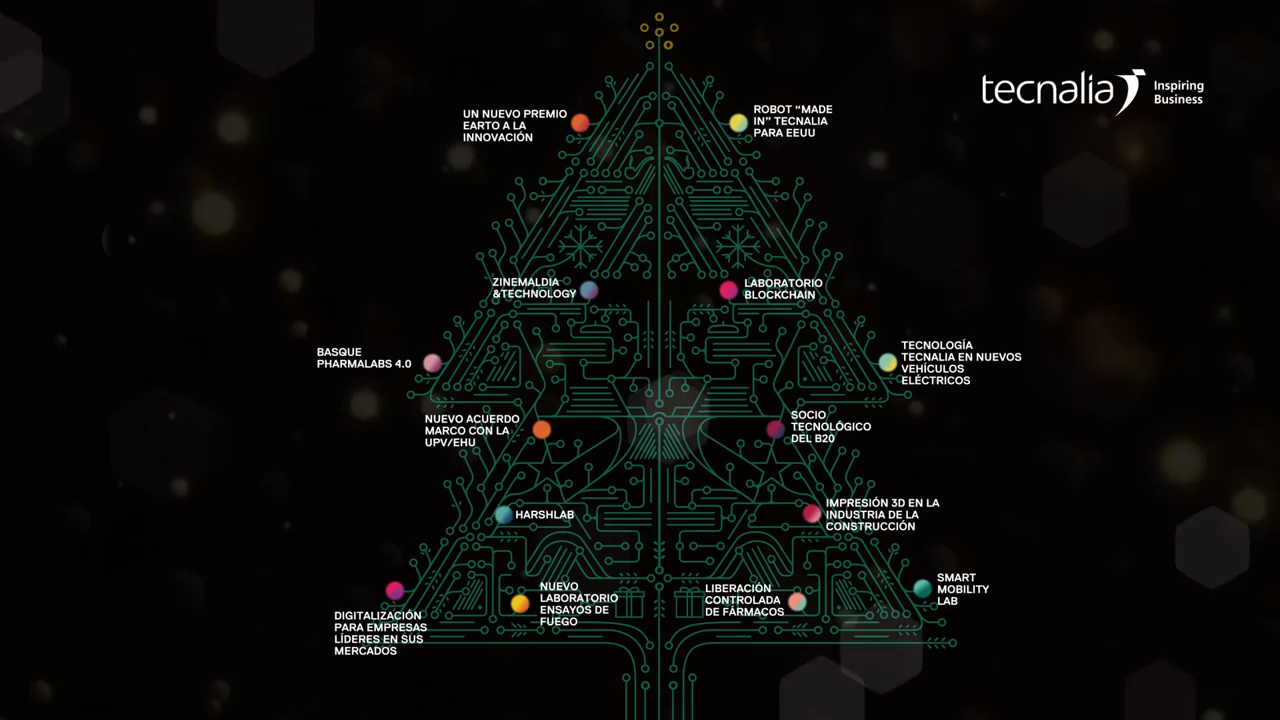 tecnalia Inspiring
Business
UN NUEVO PREMIO
EARTO A LA
INNOVACIÓN
ROBOT “MADE
IN” TECNALIA
PARA EEUU
ZINEMALDIA
&TECHNOLOGY
LABORATORIO
BLOCKCHAIN
BASQUE
PHARMALABS 4.0
TECNOLOGÍA
TECNALIA EN NUEVOS
VEHÍCULOS
ELÉCTRICOS
NUEVO ACUERDO
MARCO CON LA
UPV/EHU
SOCIO
TECNOLÓGICO
DEL B20
HARSHLAB
IMPRESIÓN 3D EN LA
INDUSTRIA DE LA
CONSTRUCCIÓN
DIGITALIZACIÓN
PARA EMPRESAS
LÍDERES EN SUS
MERCADOS
NUEVO
LABORATORIO
ENSAYOS DE
FUEGO
LIBERACIÓN
CONTROLADA
DE FÁRMACOS
SMART
MOBILITY
LAB